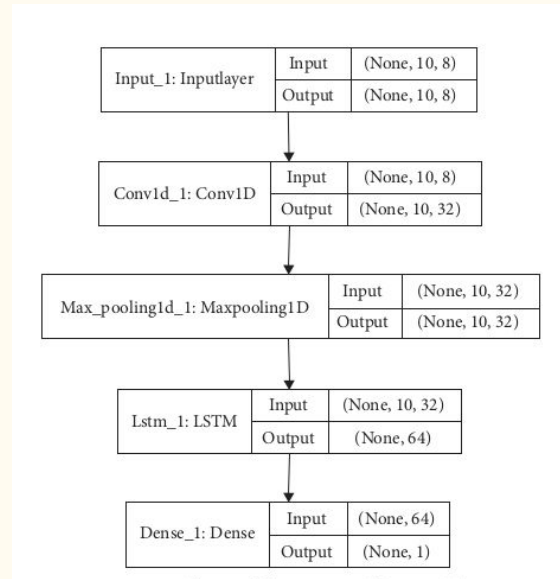 Input_1: Inputlayer
Input (None, 10, 8)
Output (None, 10, 8)
Conv1d_1: Conv1D
Input (None, 10, 8)
Output (None, 10, 32)
Max_pooling1d_1: Maxpooling1D
Input (None, 10, 32)
Output (None, 10, 32)
Lstm_1: LSTM
Input (None, 10, 32)
Output (None, 64)
Dense_1: Dense
Input (None, 64)
Output (None, 1)